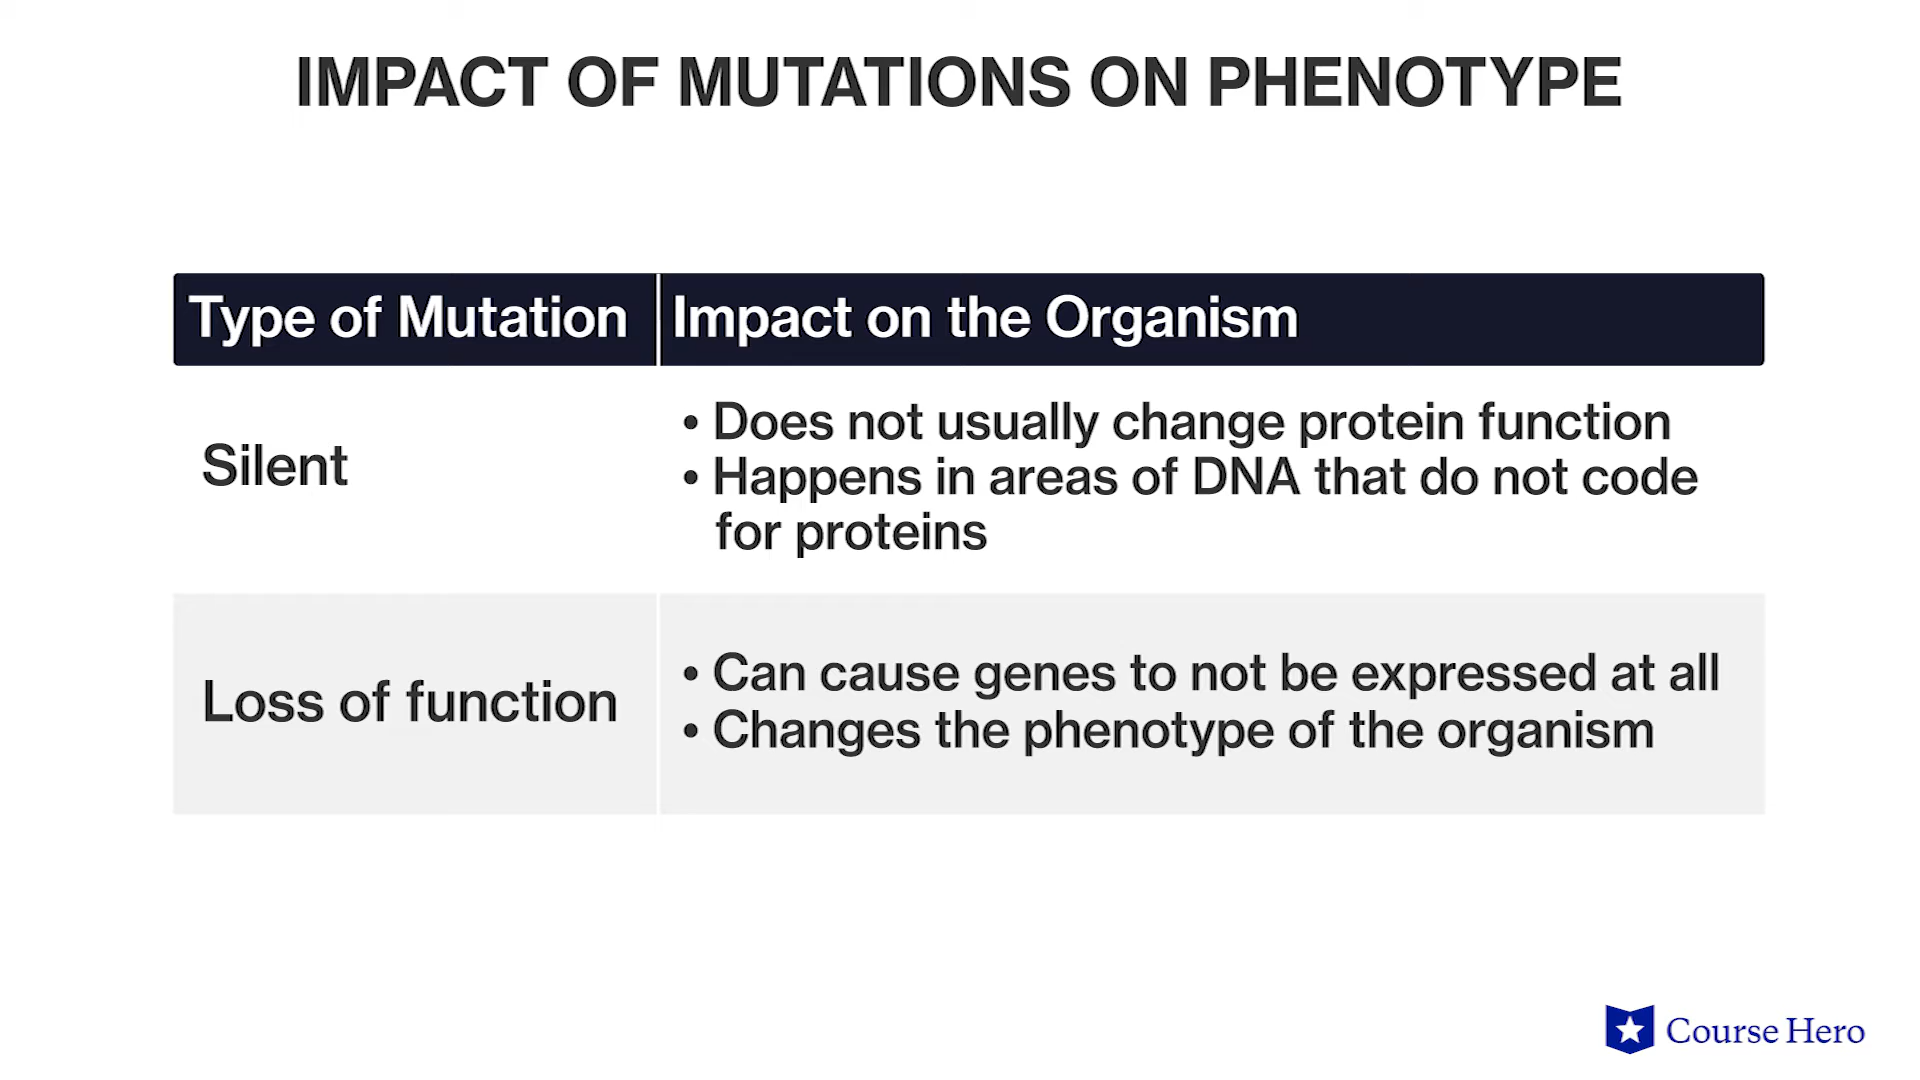 IMPACT OF MUTATIONS ON PHENOTYPE
Type of Mutation
Impact on the Organism
Silent
• Does not usually change protein function
• Happens in areas of DNA that do not code
for proteins
Loss of function
• Can cause genes to not be expressed at all
• Changes the phenotype of the organism
Course Hero